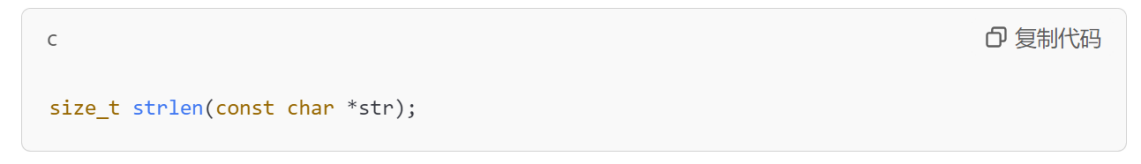 c
复制代码
size_t strlen(const char *str);